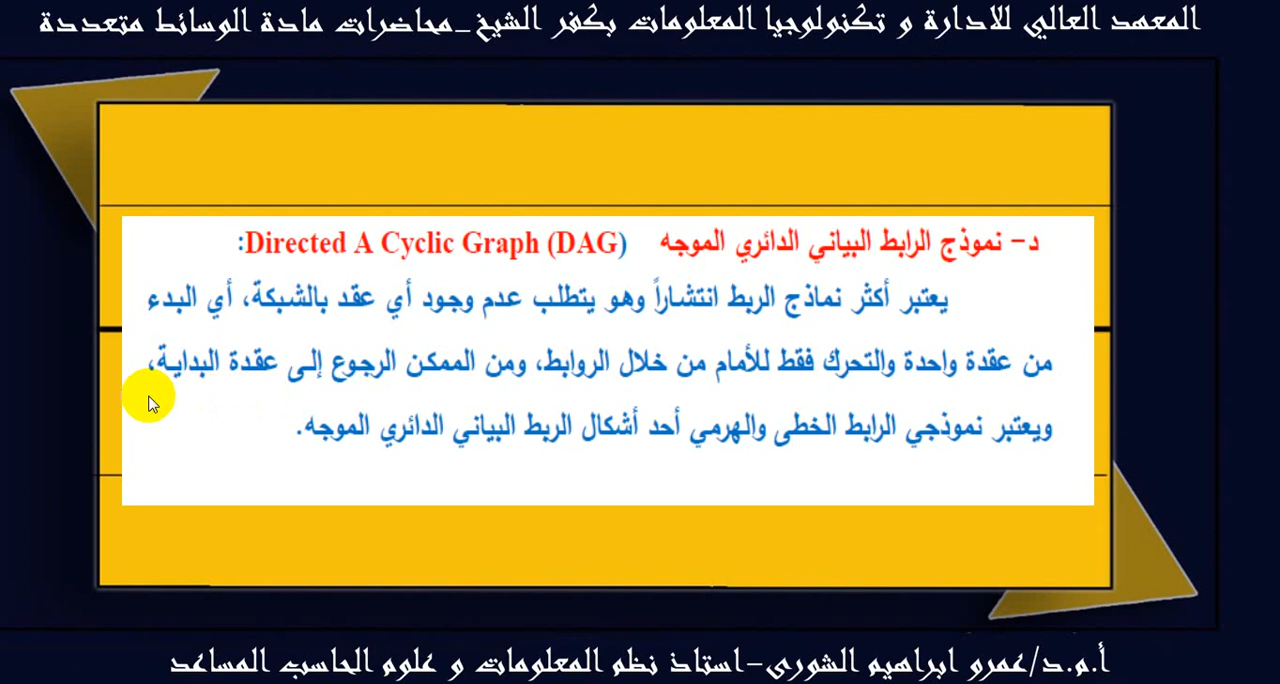 المعهد العالي للادارة و تكنولوجيا المعلومات بكفر الشيخ_محاضرات مادة الوسائط متعددة
د- نموذج الرابط البياني الدائري الموجه Directed A Cyclic Graph (DAG):
يعتبر أكثر نماذج الربط انتشاراً وهو يتطلب عدم وجود أي عقد بالشبكة، أي البدء
من عقدة واحدة والتحرك فقط للأمام من خلال الروابط، ومن الممكن الرجوع إلى عقدة البداية،
ويعتبر نموذجي الرابط الخطى والهرمي أحد أشكال الربط البياني الدائري الموجه.
أ.م.د/عمرو ابراهيم الشورى-استاذ نظم المعلومات و علوم الحاسب المساعد